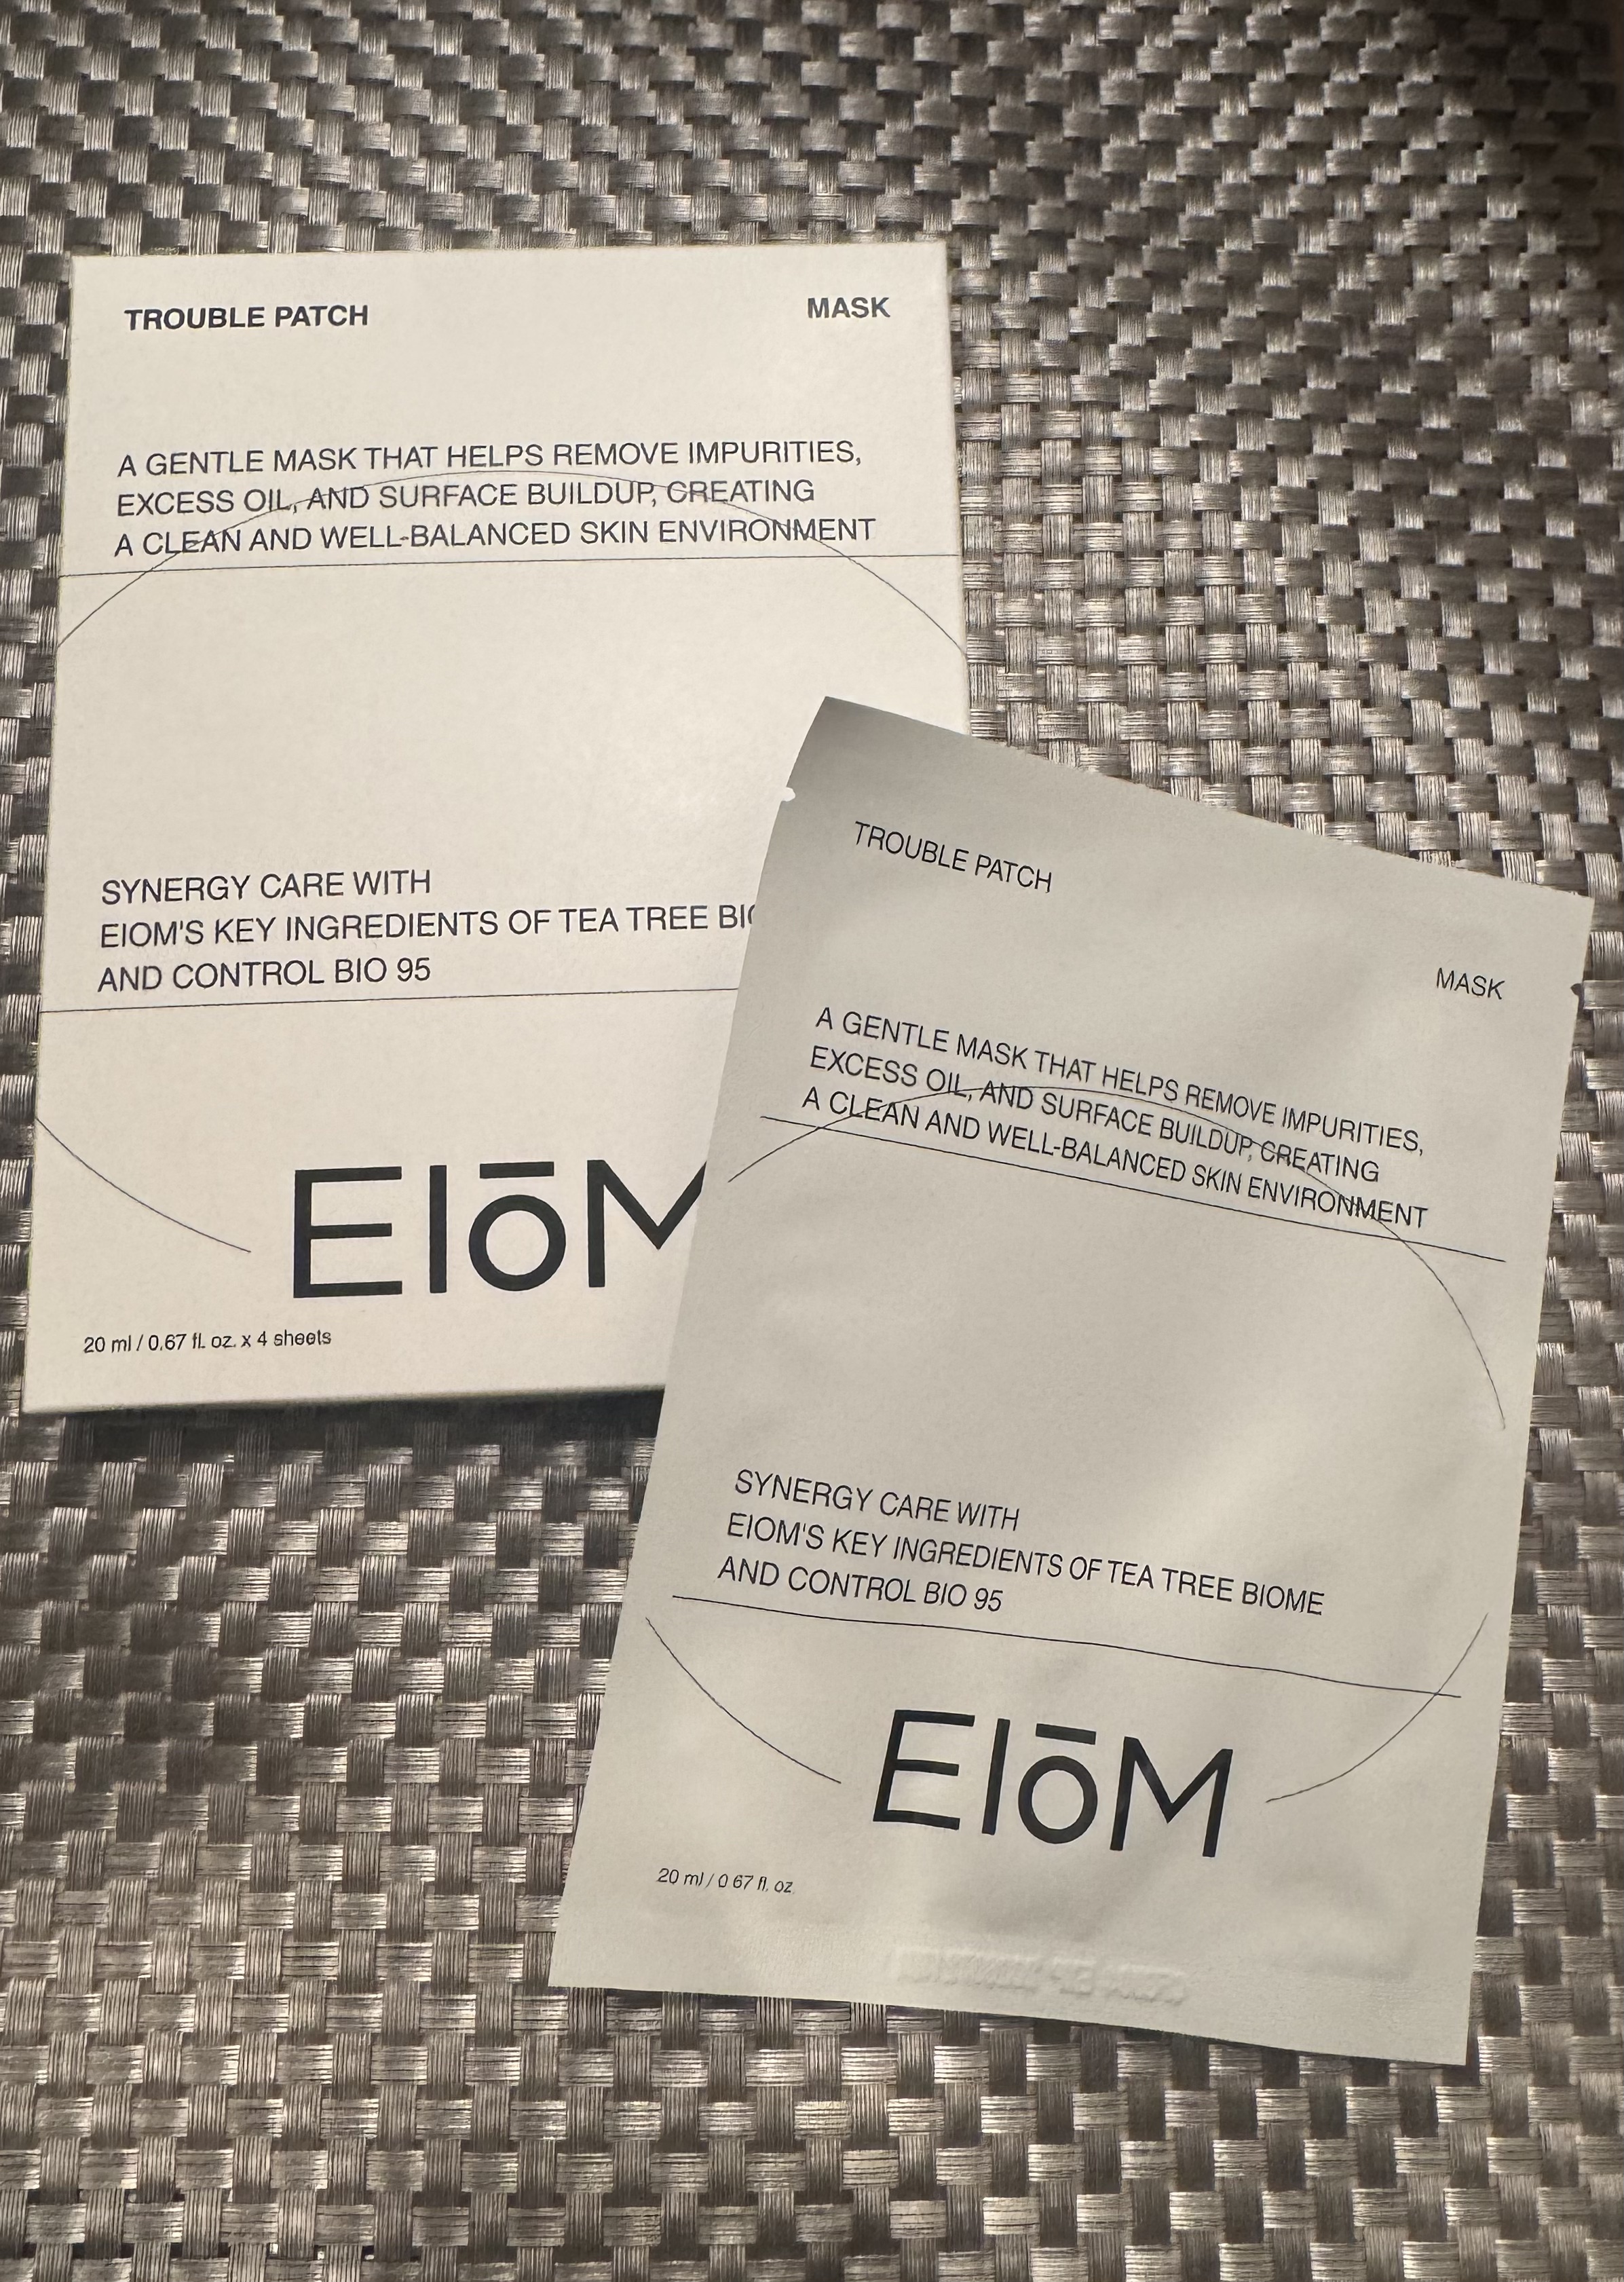 TROUBLE PATCH
MASK
A GENTLE MASK THAT HELPS REMOVE IMPURITIES,
EXCESS OIL, AND SURFACE BUILDUP, CREATING
A CLEAN AND WELL-BALANCED SKIN ENVIRONMENT
SYNERGY CARE WITH
EIOM'S KEY INGREDIENTS OF TEA TREE
AND CONTROL BIO 95
EIōM
20 ml / 0.67 fl. oz. x 4 sheets
TROUBLE PATCH
MASK
A GENTLE MASK THAT HELPS REMOVE IMPURITIES,
EXCESS OIL, AND SURFACE BUILDUP, CREATING
A CLEAN AND WELL-BALANCED SKIN ENVIRONMENT
SYNERGY CARE WITH
EIOM'S KEY INGREDIENTS OF TEA TREE BIOME
AND CONTROL BIO 95
EIōM
20 ml / 0.67 fl. oz.